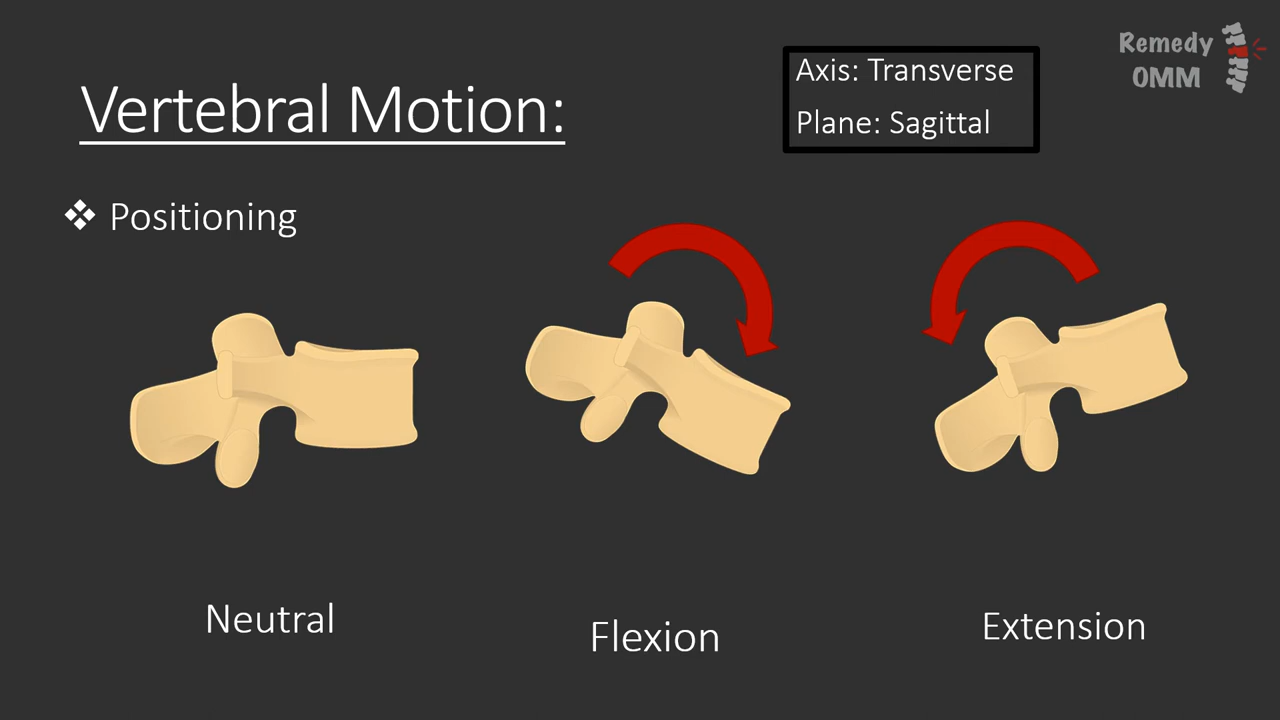 Remedy
OMM
Axis: Transverse
Plane: Sagittal
Vertebral Motion:
❖ Positioning
Neutral
Flexion
Extension